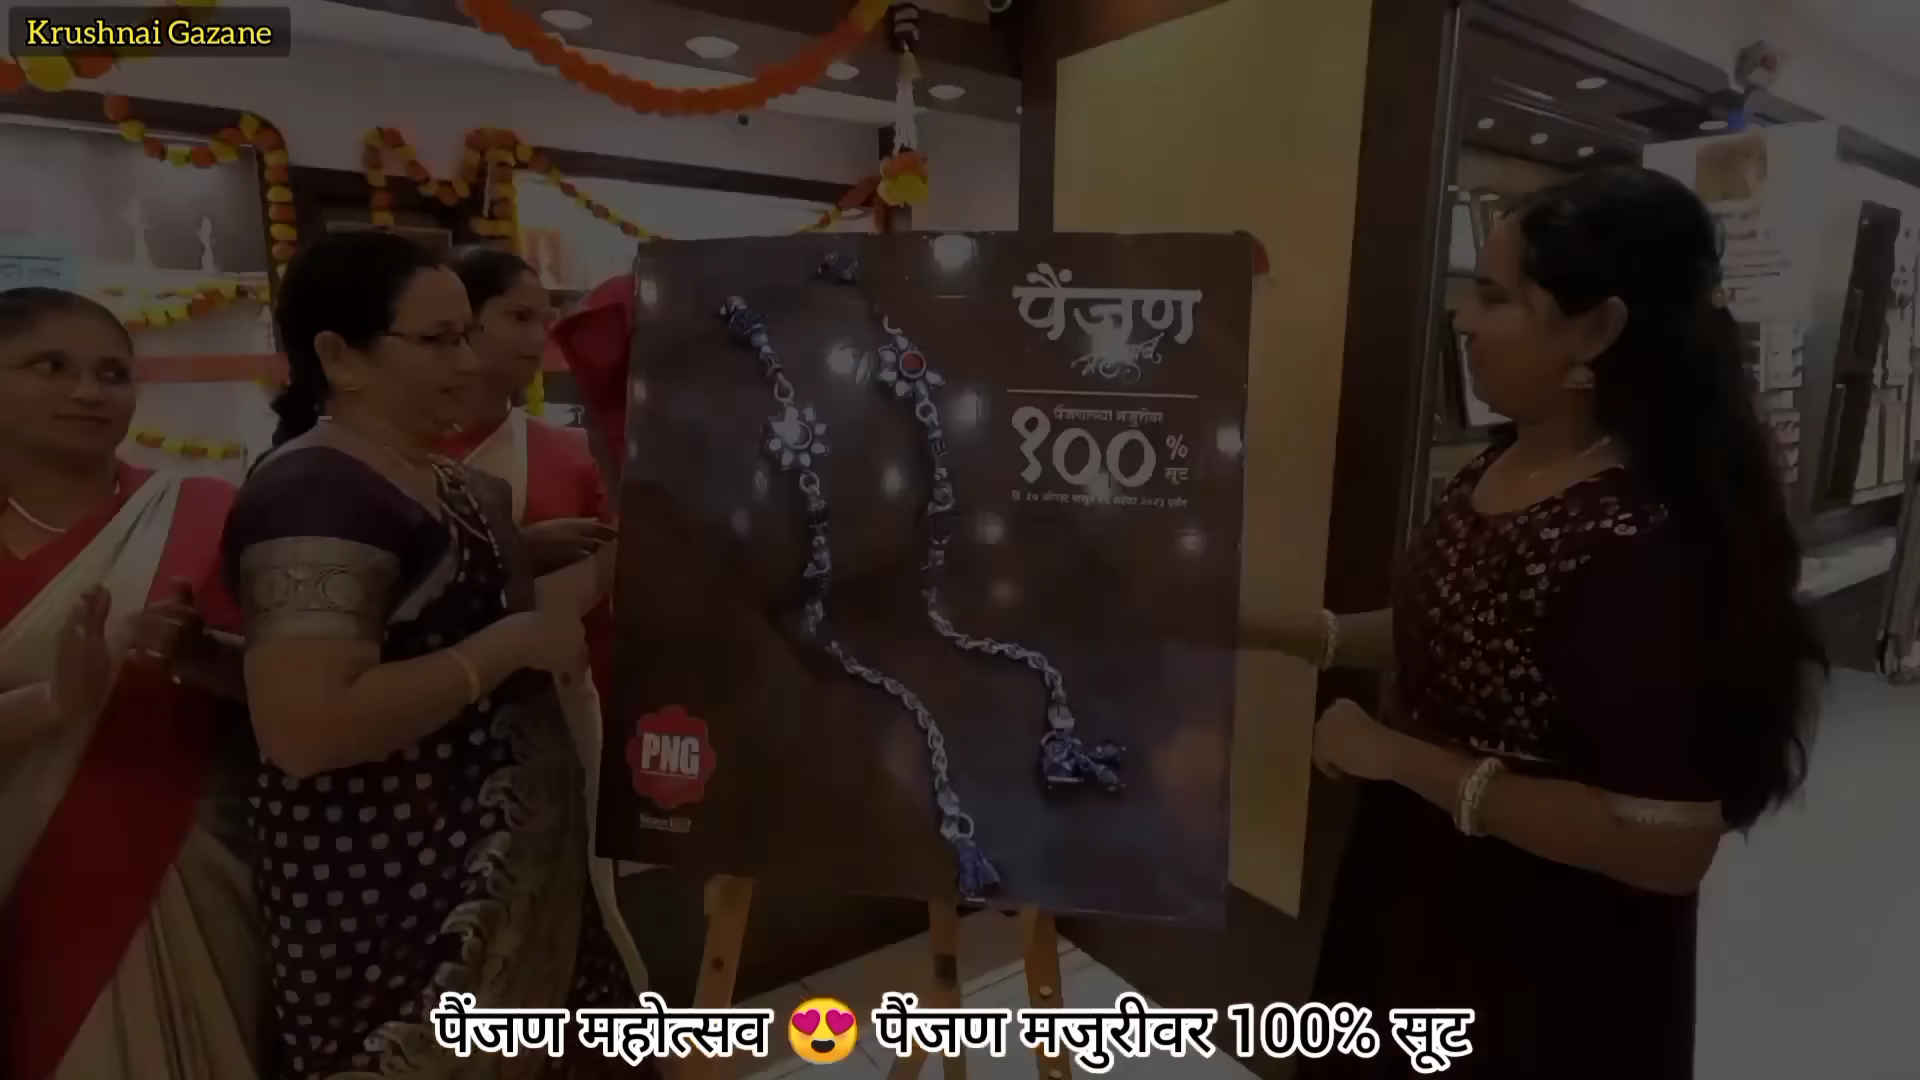 Krushnai Gazane
पैंजण
पैंजणाच्या मजुरीवर
१००%
सूट
PNG
पैंजण महोत्सव 😍 पैंजण मजुरीवर 100% सूट